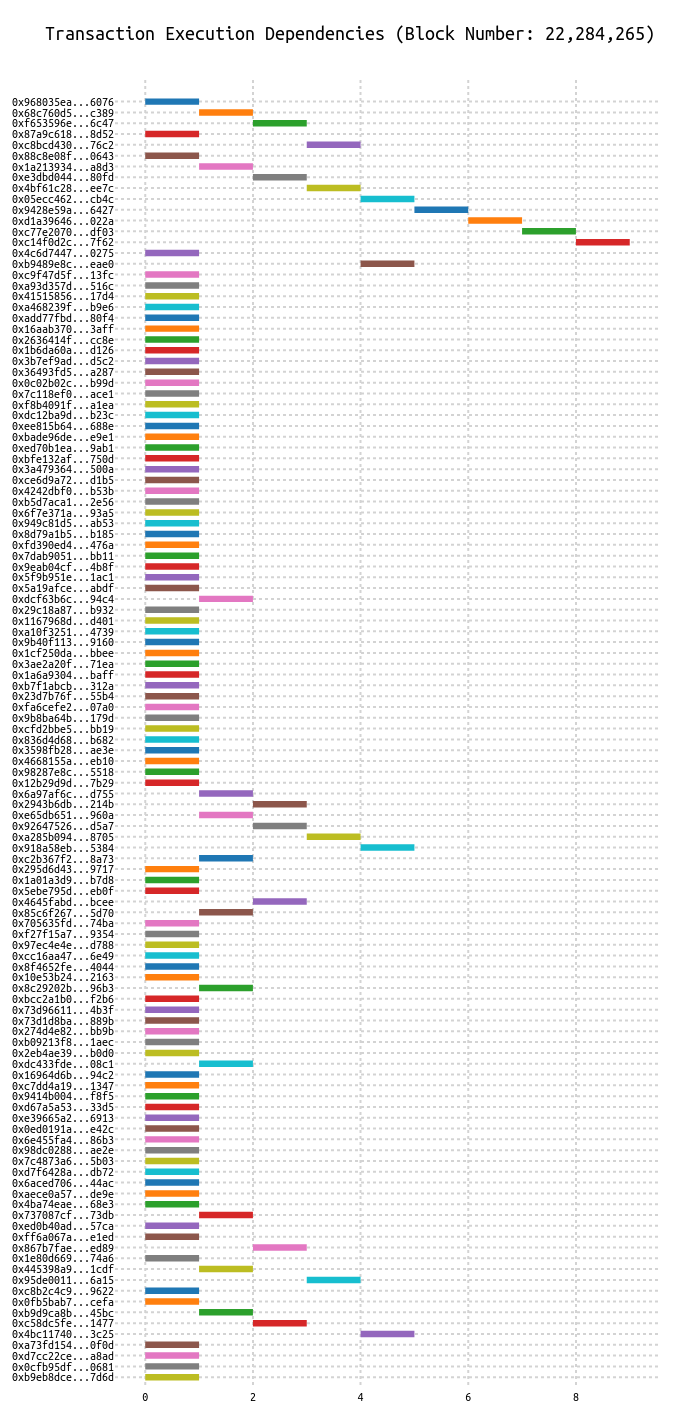 Transaction Execution Dependencies (Block Number: 22,284,265)
0x968035ea...6076
0x68c760d5...c389
0xf653596e...6c47
0x87a9c618...8d52
0xc8bcd430...76c2
0x88c8e08f...0643
0x1a213934...a8d3
0xe3dbd044...80fd
0x4bf61c28...ee7c
0x05ecc462...cb4c
0x9428e59a...6427
0xd1a39646...022a
0xc77e2070...df03
0xc14f0d2c...7f62
0x4c6d7447...0275
0xb9489e8c...eae0
0xc9f47d5f...13fc
0xa93d357d...516c
0x41515856...17d4
0xa468239f...b9e6
0xadd77fbd...80f4
0x16aab370...3aff
0x2636414f...cc8e
0x1b6da60a...d126
0x3b7ef9ad...d5c2
0x36493fd5...a287
0x0c02b02c...b99d
0x7c118ef0...ace1
0xf8b4091f...a1ea
0xdc12ba9d...b23c
0xee815b64...688e
0xbade96de...e9e1
0xed70b1ea...9ab1
0xbfe132af...750d
0x3a479364...500a
0xce6d9a72...d1b5
0x4242dbf0...b53b
0xb5d7aca1...2e56
0x6f7e371a...93a5
0x949c81d5...ab53
0x8d79a1b5...b185
0xfd390ed4...476a
0x7dab9051...bb11
0x9eab04cf...4b8f
0x5f9b951e...1ac1
0x5a19afce...abdf
0xdcf63b6c...94c4
0x29c18a87...b932
0x1167968d...d401
0xa10f3251...4739
0x9b40f113...9160
0x1cf250da...bbee
0x3ae2a20f...71ea
0x1a6a9304...baff
0xb7f1abcb...312a
0x23d7b76f...55b4
0xfa6cefe2...07a0
0x9b8ba64b...179d
0xcfd2bbe5...bb19
0x836d4d68...b682
0x3598fb28...ae3e
0x4668155a...eb10
0x98287e8c...5518
0x12b29d9d...7b29
0x6a97af6c...d755
0x2943b6db...214b
0xe65db651...960a
0x92647526...d5a7
0xa285b094...8705
0x918a58eb...5384
0xc2b367f2...8a73
0x295d6d43...9717
0x1a01a3d9...b7d8
0x5ebe795d...eb0f
0x4645fabd...bcee
0x85c6f267...5d70
0x705635fd...74ba
0xf27f15a7...9354
0x97ec4e4e...d788
0xcc16aa47...6e49
0x8f4652fe...4044
0x10e53b24...2163
0x8c29202b...96b3
0xbcc2a1b0...f2b6
0x73d96611...4b3f
0x73d1d8ba...889b
0x274d4e82...bb9b
0xb09213f8...1aec
0x2eb4ae39...b0d0
0xdc433fde...08c1
0x16964d6b...94c2
0xc7dd4a19...1347
0x9414b004...f8f5
0xd67a5a53...33d5
0xe39665a2...6913
0x0ed0191a...e42c
0x6e455fa4...86b3
0x98dc0288...ae2e
0x7c4873a6...5b03
0xd7f6428a...db72
0x6aced706...44ac
0xaece0a57...de9e
0x4ba74eae...68e3
0x737087cf...73db
0xed0b40ad...57ca
0xff6a067a...e1ed
0x867b7fae...ed89
0x1e80d669...74a6
0x445398a9...1cdf
0x95de0011...6a15
0xc8b2c4c9...9622
0x0fb5bab7...cefa
0xb9d9ca8b...45bc
0xc58dc5fe...1477
0x4bc11740...3c25
0xa73fd154...0f0d
0xd7cc22ce...a8ad
0x0cfb95df...0681
0xb9eb8dce...7d6d
0 2 4 6 8